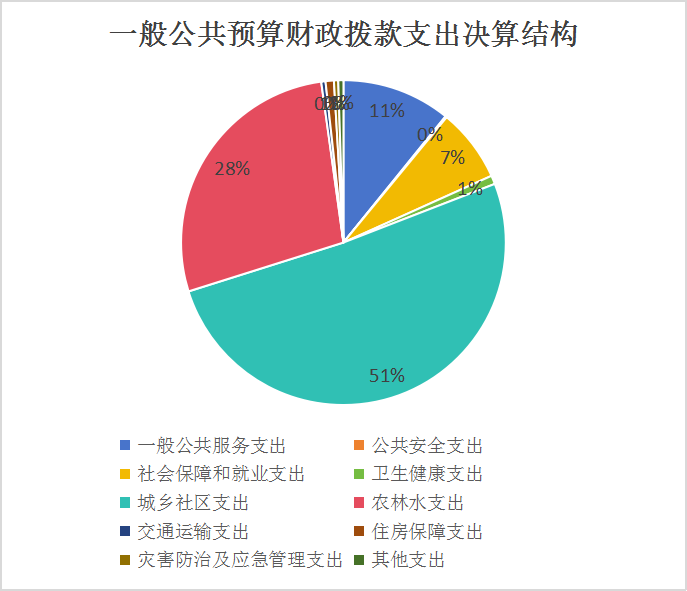 一般公共预算财政拨款支出决算结构
11%
0%
7%
1%
28%
51%
一般公共服务支出
公共安全支出
社会保障和就业支出
卫生健康支出
城乡社区支出
农林水支出
交通运输支出
住房保障支出
灾害防治及应急管理支出
其他支出